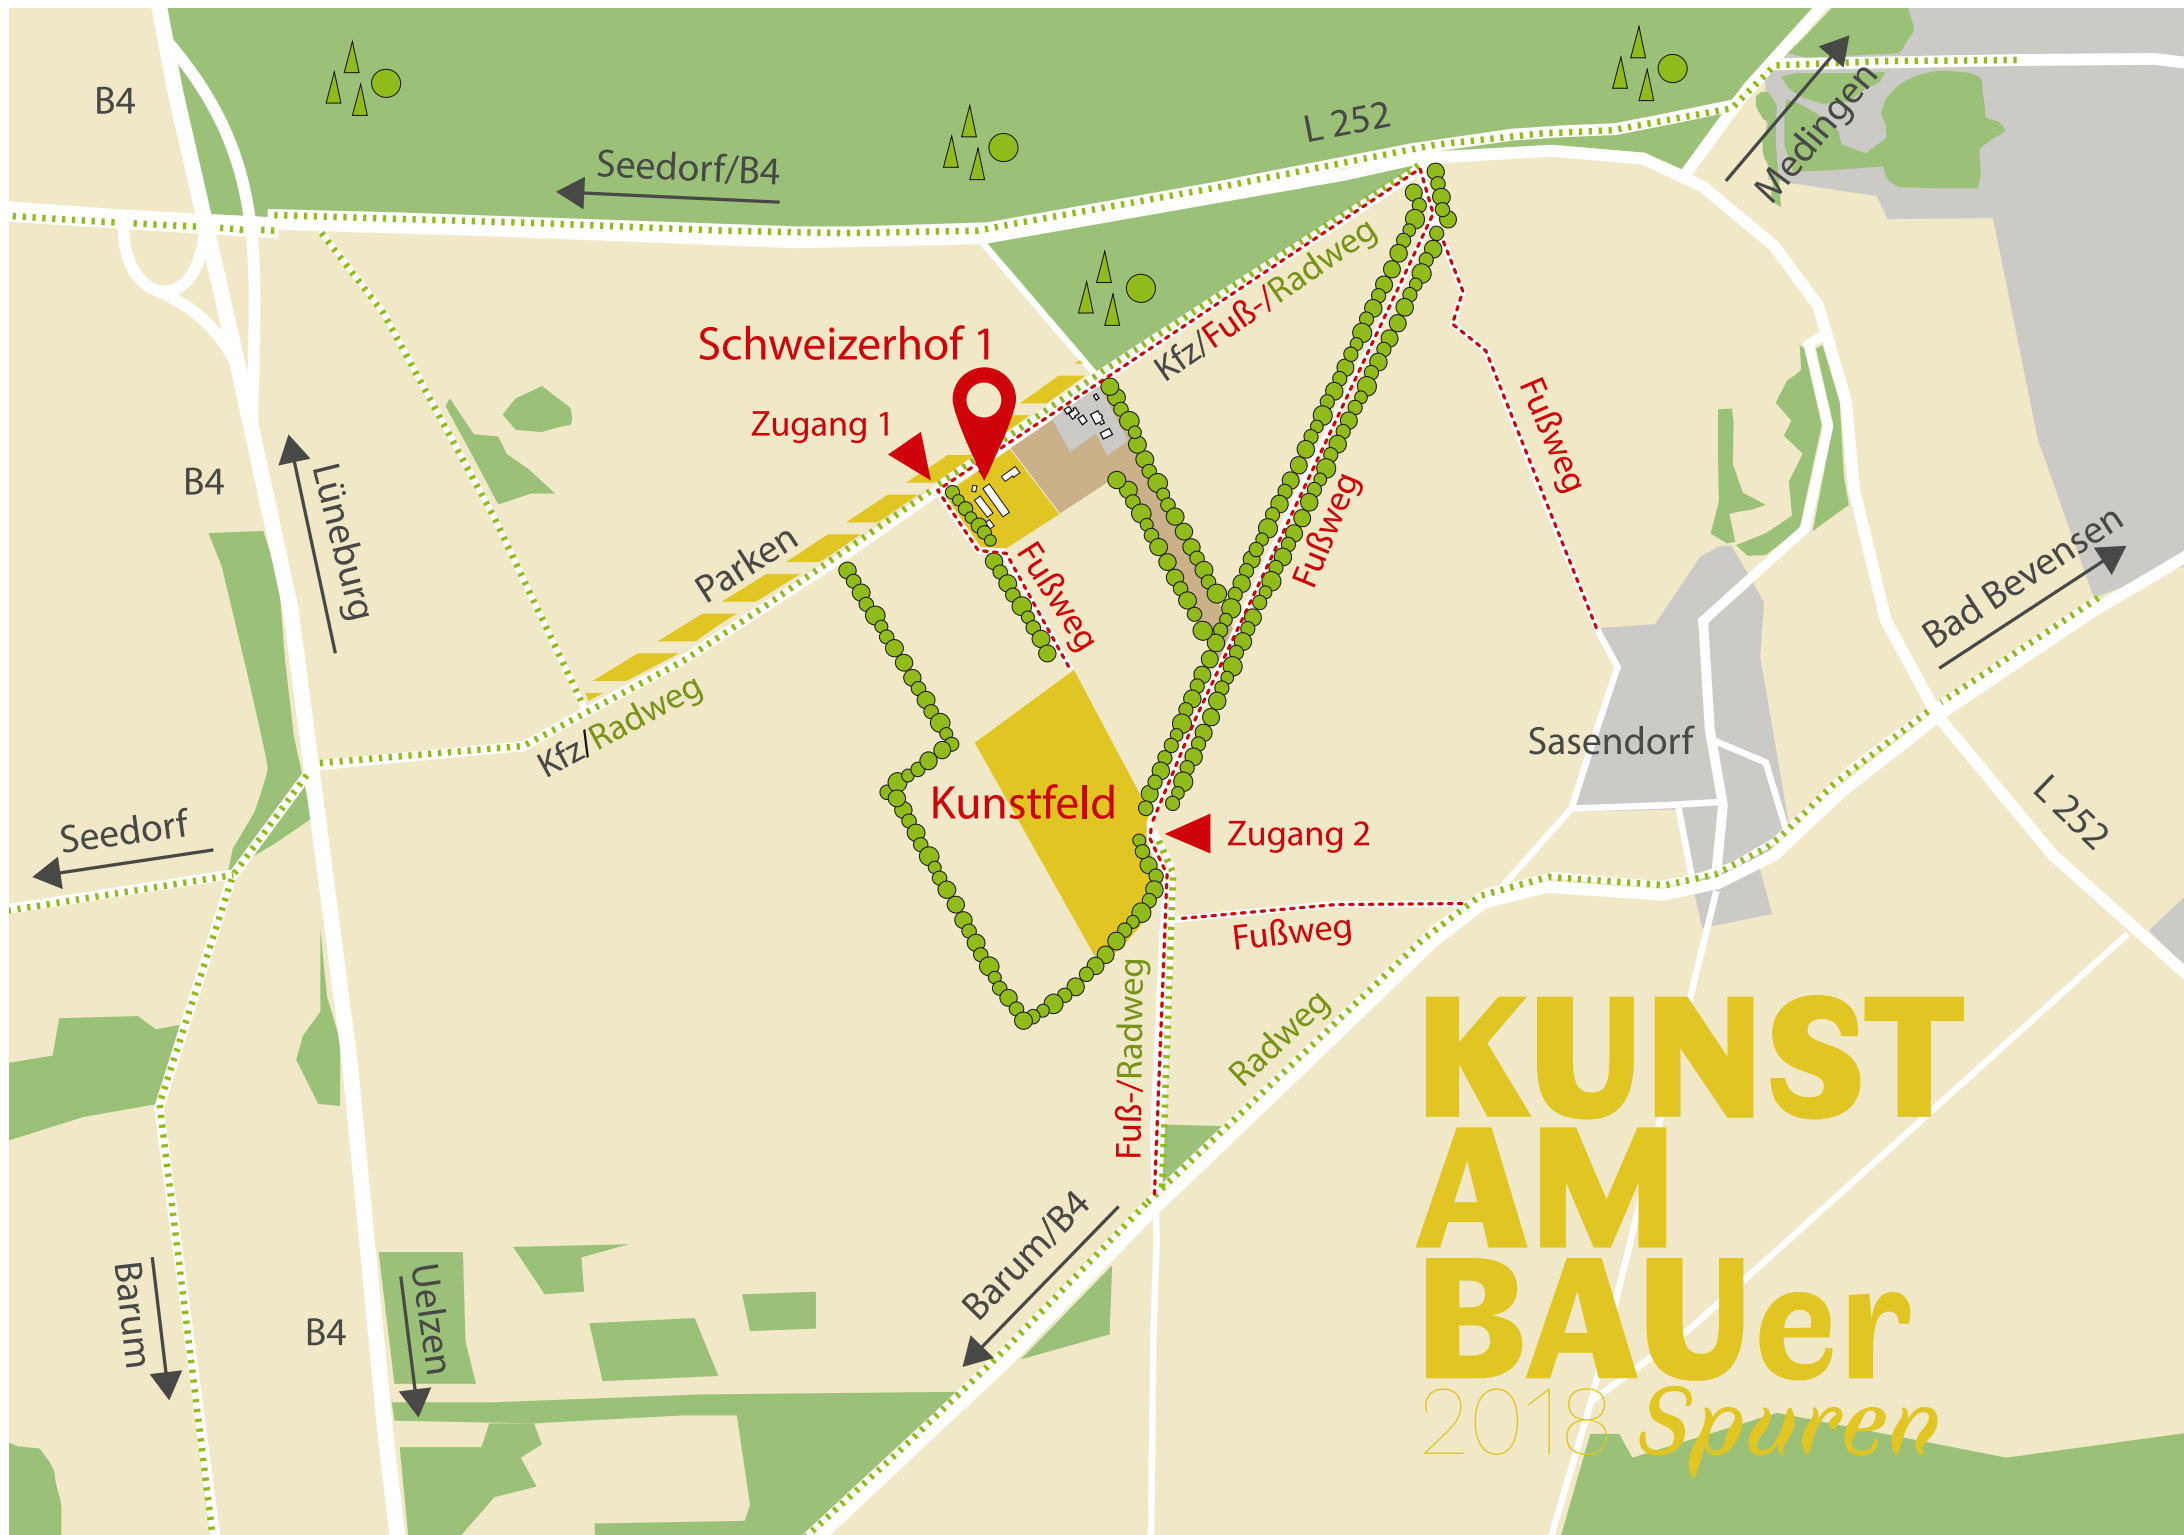 B4
Seedorf/B4
L 252
Medingen
Kfz/Fuß-/Radweg
Schweizerhof 1
Zugang 1
Fußweg
B4
Lüneburg
Parken
Fußweg
Fußweg
Bad Bevensen
Kfz/Radweg
Sasendorf
Kunstfeld
Zugang 2
L 252
Seedorf
Fußweg
Fuß-/Radweg
Radweg
Barum/B4
Barum
B4
Uelzen
KUNST
AM
BAUer
2018 Spuren